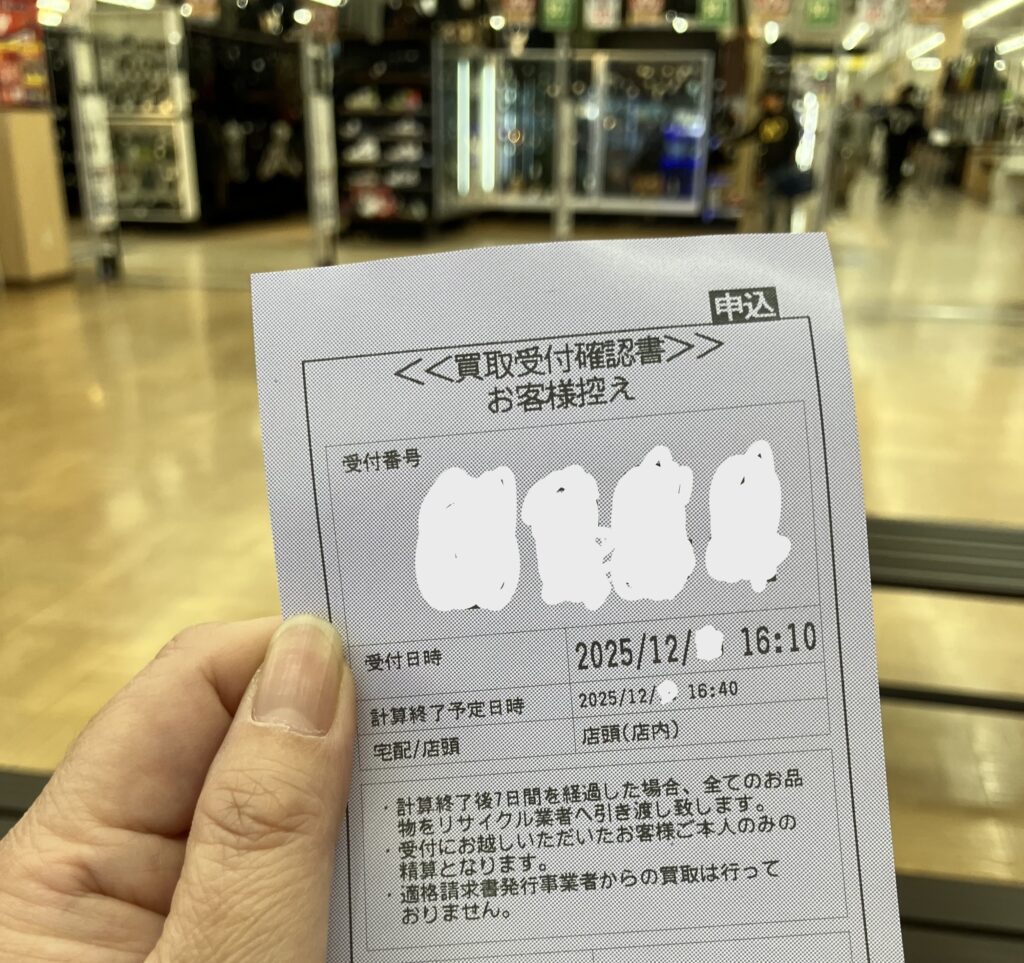 申込
<<買取受付確認書>>
お客様控え
受付番号
受付日時 2025/12/ 16:10
計算終了予定日時 2025/12/ 16:40
宅配/店頭 店頭(店内)
・計算終了後7日間を経過した場合、全てのお品
物をリサイクル業者へ引き渡し致します。
・受付にお越しいただいたお客様ご本人のみの
精算となります。
・適格請求書発行事業者からの買取は行って
おりません。